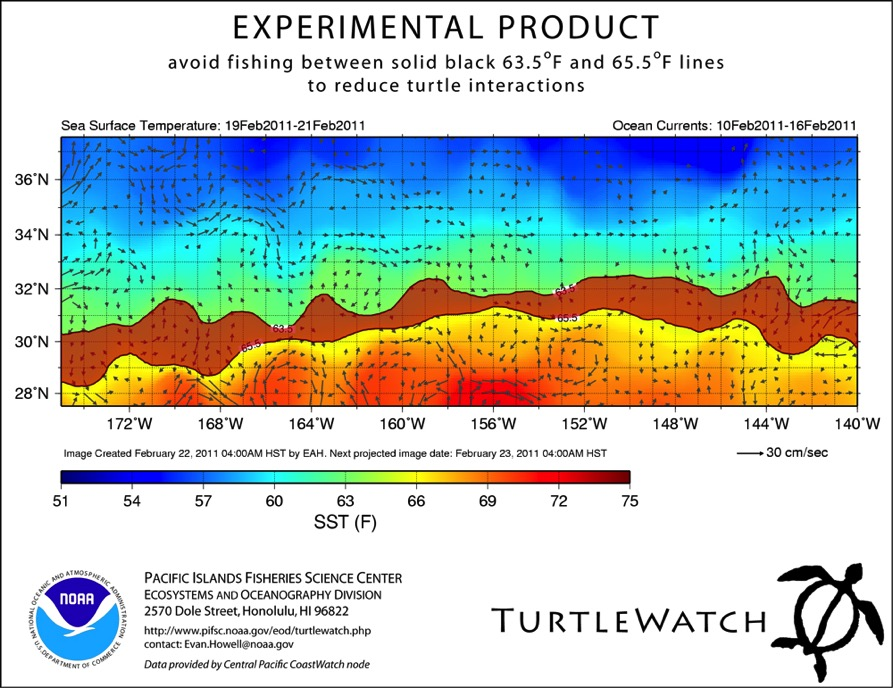 EXPERIMENTAL PRODUCT
avoid fishing between solid black 63.5°F and 65.5°F lines
to reduce turtle interactions
Sea Surface Temperature: 19Feb2011-21Feb2011
Ocean Currents: 10Feb2011-16Feb2011
36°N
34°N
32°N
30°N
28°N
63.5
65.5
63.5
65.5
172°W 168°W 164°W 160°W 156°W 152°W 148°W 144°W 140°W
Image Created February 22, 2011 04:00AM HST by EAH. Next projected image date: February 23, 2011 04:00AM HST
30 cm/sec
51 54 57 60 63 66 69 72 75
SST (F)
NATIONAL OCEANIC AND ATMOSPHERIC ADMINISTRATION
NOAA
U.S. DEPARTMENT OF COMMERCE
PACIFIC ISLANDS FISHERIES SCIENCE CENTER
ECOSYSTEMS AND OCEANOGRAPHY DIVISION
2570 Dole Street, Honolulu, HI 96822
http://www.pifsc.noaa.gov/eod/turtlewatch.php
contact: Evan.Howell@noaa.gov
Data provided by Central Pacific CoastWatch node
TURTLEWATCH